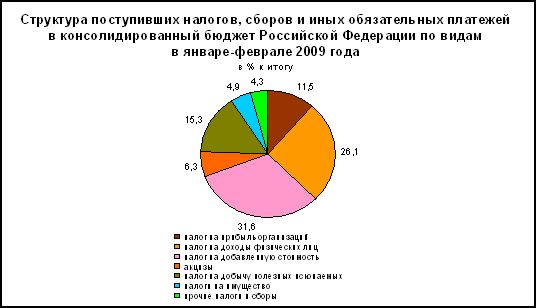 Структура поступивших налогов, сборов и иных обязательных платежей
в консолидированный бюджет Российской Федерации по видам
в январе-феврале 2009 года
в % к итогу
4,3
11,5
4,9
15,3
26,1
6,3
31,6
налог на прибыль организаций
налог на доходы физических лиц
налог на добавленную стоимость
акцизы
налог на добычу полезных ископаемых
налоги на имущество
прочие налоги и сборы